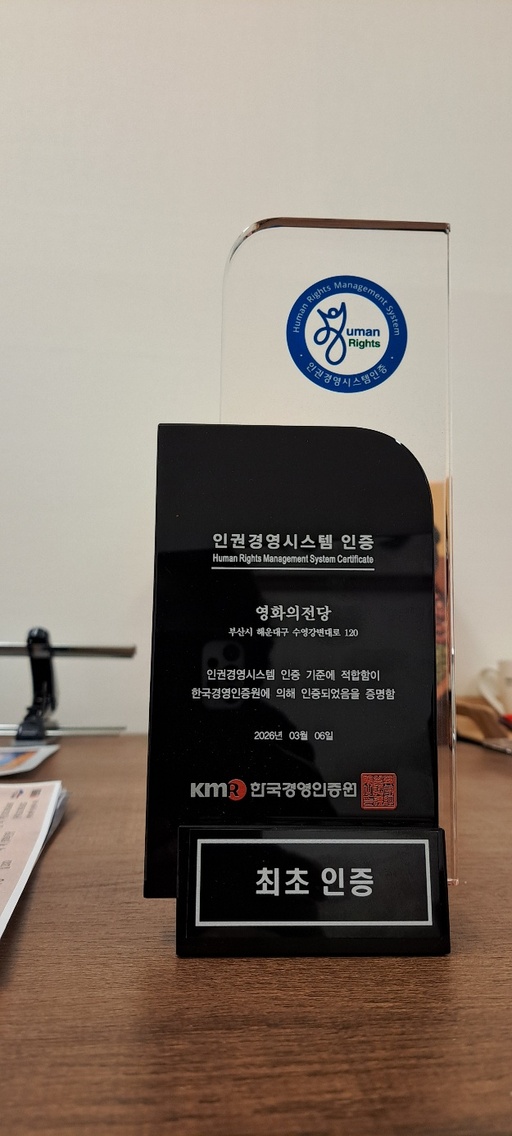 Human Rights Management System
Human
Rights
인권경영시스템인증
인권경영시스템 인증
Human Rights Management System Certificate
영화의전당
부산시 해운대구 수영강변대로 120
인권경영시스템 인증 기준에 적합함이
한국경영인증원에 의해 인증되었음을 증명함
2026년 03월 06일
KMR 한국경영인증원
최초 인증